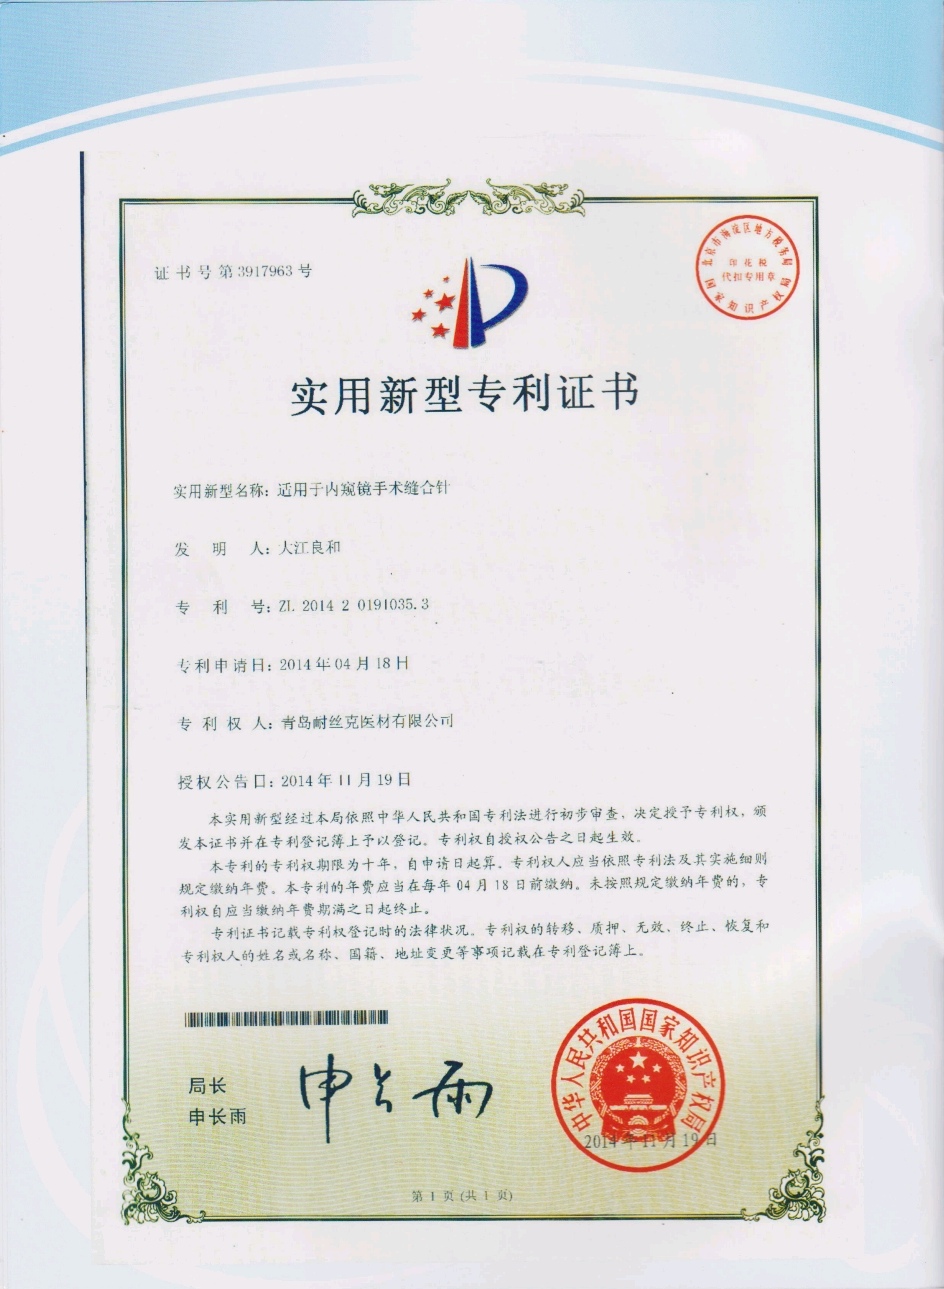 证书号第3917963号
北京市海淀区地方税务局
印花税
代扣专用章
国家知识产权局
实用新型专利证书
实用新型名称：适用于内窥镜手术缝合针
发明人：大江良和
专利号：ZL 2014 2 0191035.3
专利申请日：2014年04月18日
专利权人：青岛耐丝克医材有限公司
授权公告日：2014年11月19日
本实用新型经过本局依照中华人民共和国专利法进行初步审查，决定授予专利权，颁
发本证书并在专利登记簿上予以登记。专利权自授权公告之日起生效。
本专利的专利权期限为十年，自申请日起算。专利权人应当依照专利法及其实施细则
规定缴纳年费。本专利的年费应当在每年04月18日前缴纳。未按照规定缴纳年费的，专
利权自应当缴纳年费期满之日起终止。
专利证书记载专利权登记时的法律状况。专利权的转移、质押、无效、终止、恢复和
专利权人的姓名或名称、国籍、地址变更等事项记载在专利登记簿上。
局长
申长雨
申长雨
中华人民共和国国家知识产权局
2014年11月19日
第1页(共1页)